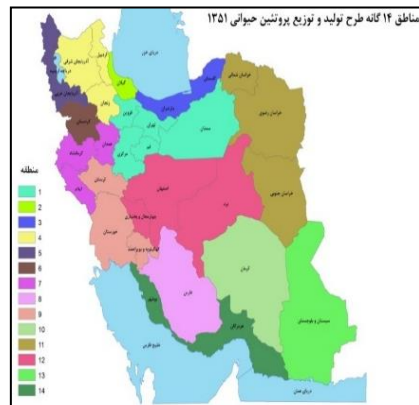 مناطق ۱۴ گانه طرح تولید و توزیع پروتئین حیوانی ۱۳۵۱
دریای خزر
اردبیل
آذربایجان شرقی
دریاچه ارومیه
آذربایجان غربی
گیلان
زنجان
گلستان
مازندران
خراسان شمالی
خراسان رضوی
کردستان
قزوین
تهران
سمنان
همدان
کرمانشاه
مرکزی
قم
ایلام
لرستان
اصفهان
یزد
خراسان جنوبی
چهارمحال و بختیاری
خوزستان
کهگیلویه و بویراحمد
کرمان
فارس
بوشهر
سیستان و بلوچستان
هرمزگان
خلیج فارس
دریای عمان
منطقه
1
2
3
4
5
6
7
8
9
10
11
12
13
14